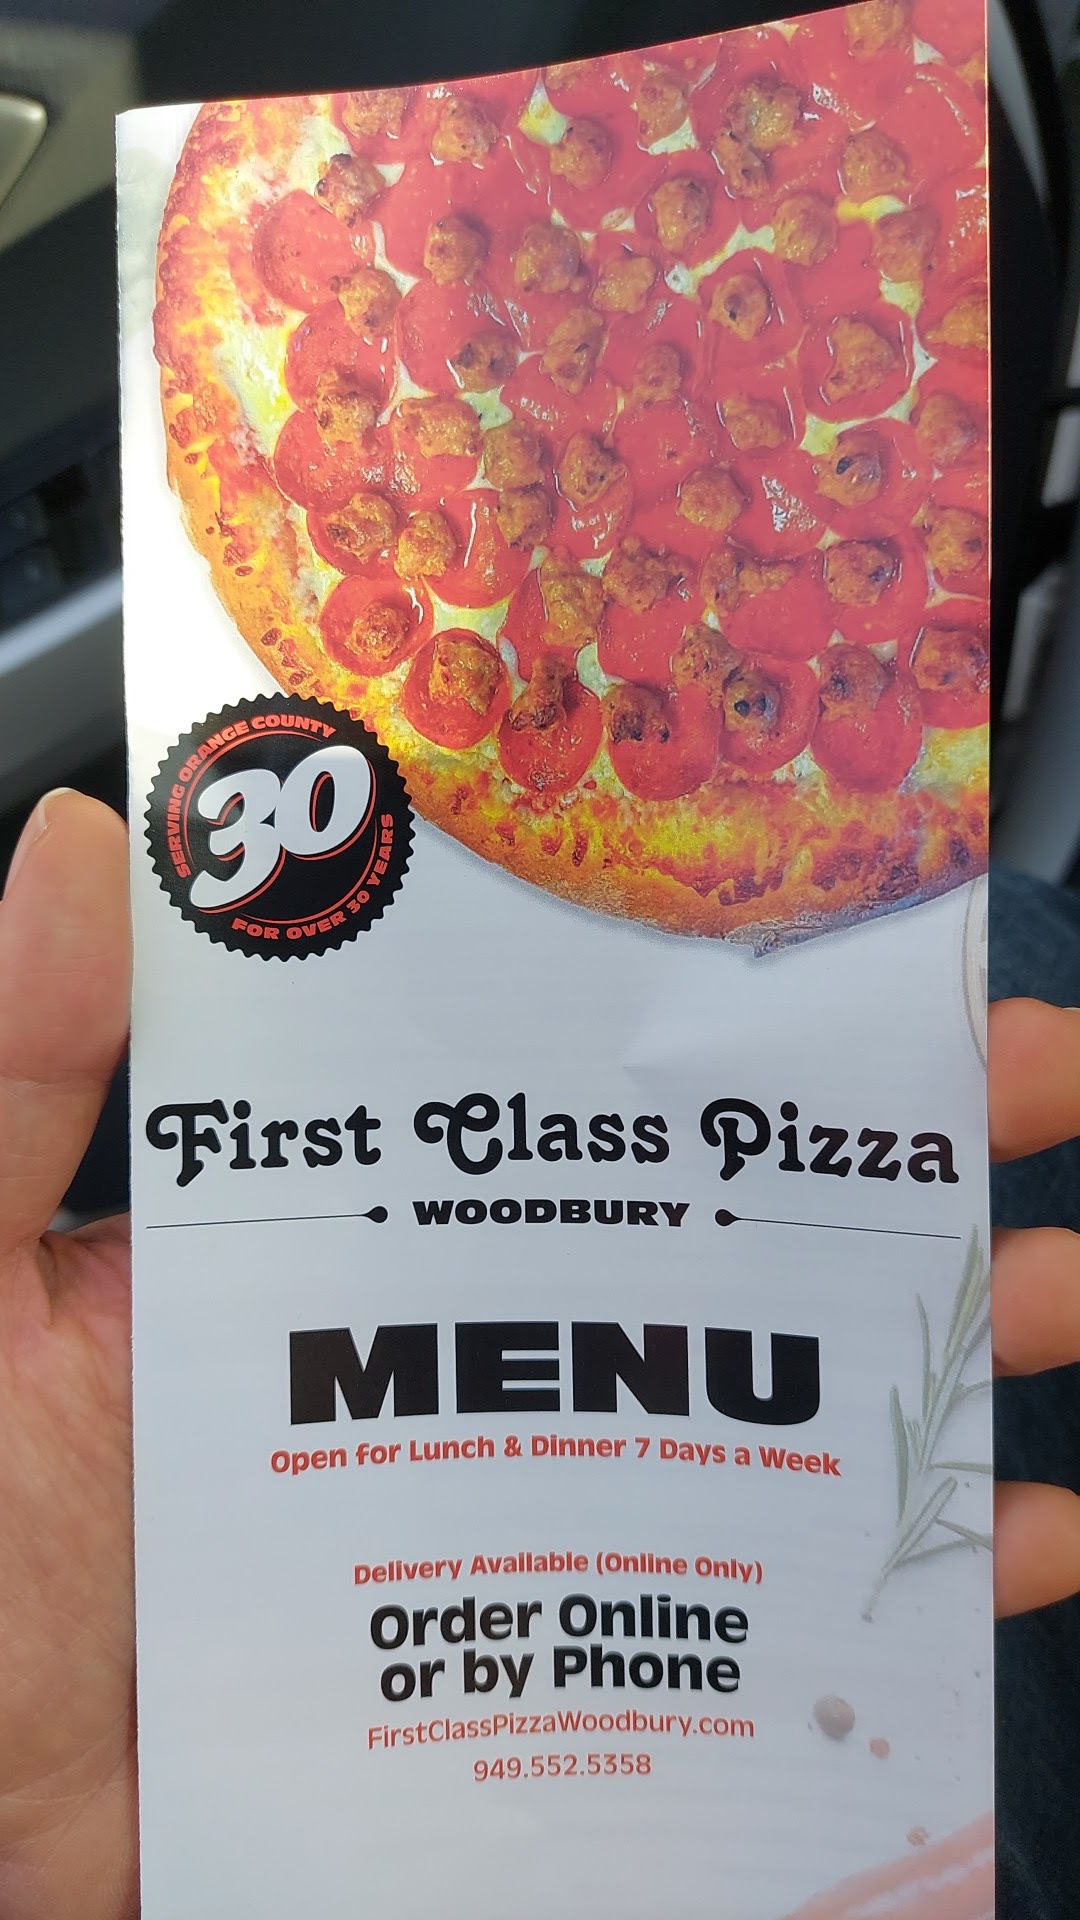 SERVING ORANGE COUNTY
30
FOR OVER 30 YEARS
First Class Pizza
WOODBURY
MENU
Open for Lunch & Dinner 7 Days a Week
Delivery Available (Online Only)
Order Online
or by Phone
FirstClassPizzaWoodbury.com
949.552.5358